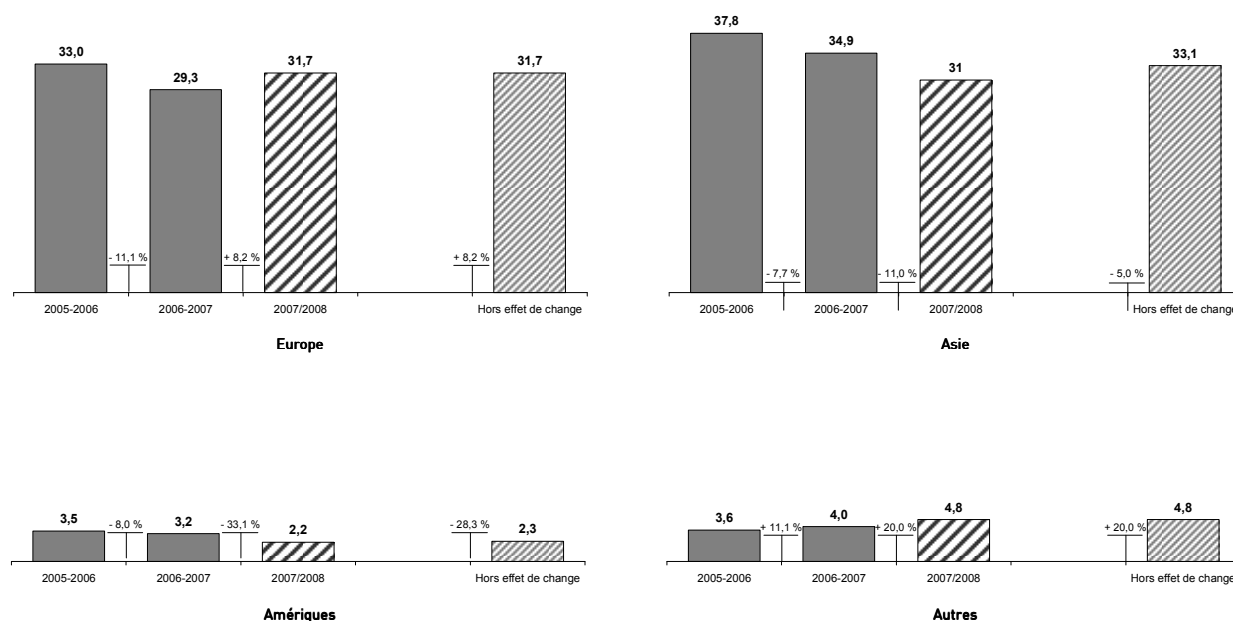 33,0
29,3
31,7
31,7
- 11,1 %
+ 8,2 %
+ 8,2 %
2005-2006
2006-2007
2007/2008
Hors effet de change
Europe
37,8
34,9
31
33,1
- 7,7 %
- 11,0 %
- 5,0 %
2005-2006
2006-2007
2007/2008
Hors effet de change
Asie
3,5
3,2
2,2
2,3
- 8,0 %
- 33,1 %
- 28,3 %
2005-2006
2006-2007
2007/2008
Hors effet de change
Amériques
3,6
4,0
4,8
4,8
+ 11,1 %
+ 20,0 %
+ 20,0 %
2005-2006
2006-2007
2007/2008
Hors effet de change
Autres